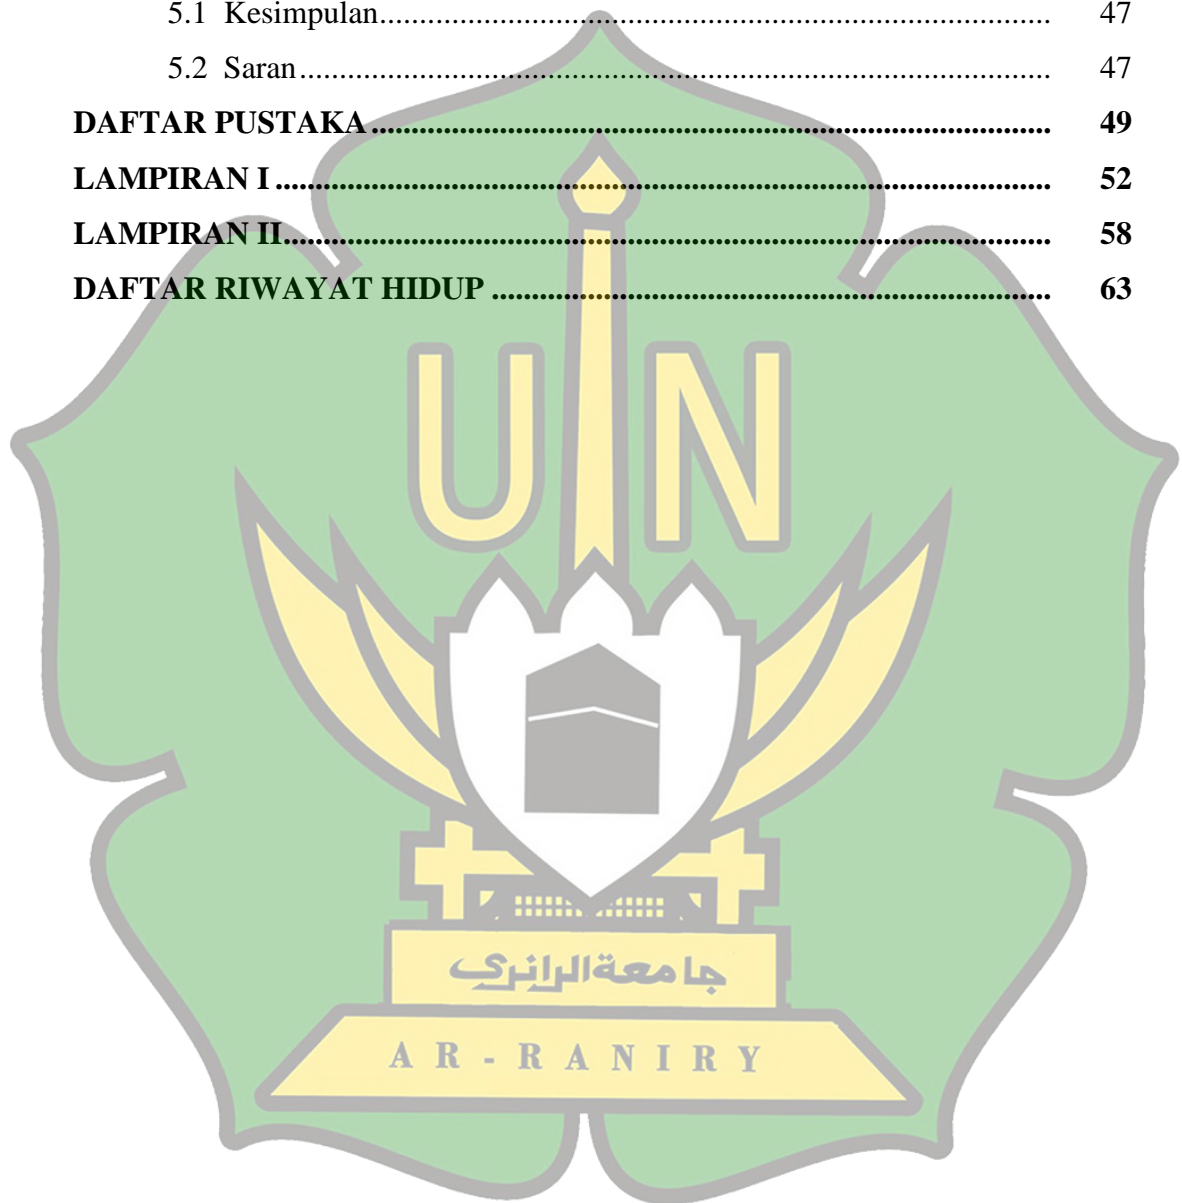 5.1 Kesimpulan.................................................................................... 47
5.2 Saran.............................................................................................. 47
DAFTAR PUSTAKA..................................................................................... 49
LAMPIRAN I................................................................................................. 52
LAMPIRAN II................................................................................................ 58
DAFTAR RIWAYAT HIDUP...................................................................... 63
UIN
جامعة الرانري
AR-RANIRY